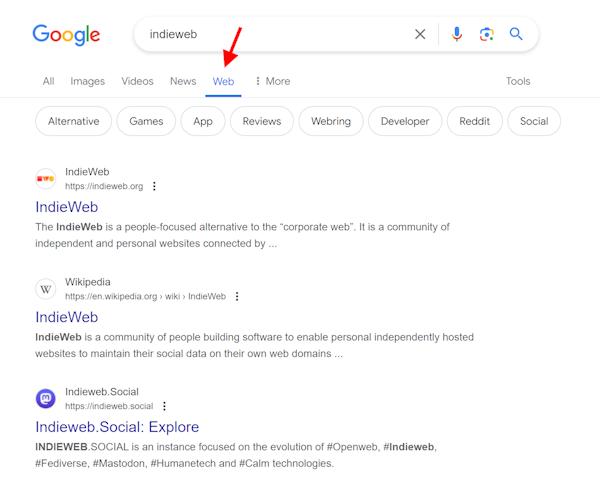 Google
indieweb
All Images Videos News Web More Tools
Alternative Games App Reviews Webring Developer Reddit Social
IndieWeb
https://indieweb.org
IndieWeb
The IndieWeb is a people-focused alternative to the “corporate web”. It is a community of
independent and personal websites connected by ...
W
Wikipedia
https://en.wikipedia.org › wiki › IndieWeb
IndieWeb
IndieWeb is a community of people building software to enable personal independently hosted
websites to maintain their social data on their own web domains ...
Indieweb.Social
https://indieweb.social
Indieweb.Social: Explore
INDIEWEB.SOCIAL is an instance focused on the evolution of #Openweb, #Indieweb,
#Fediverse, #Mastodon, #Humanetech and #Calm technologies.